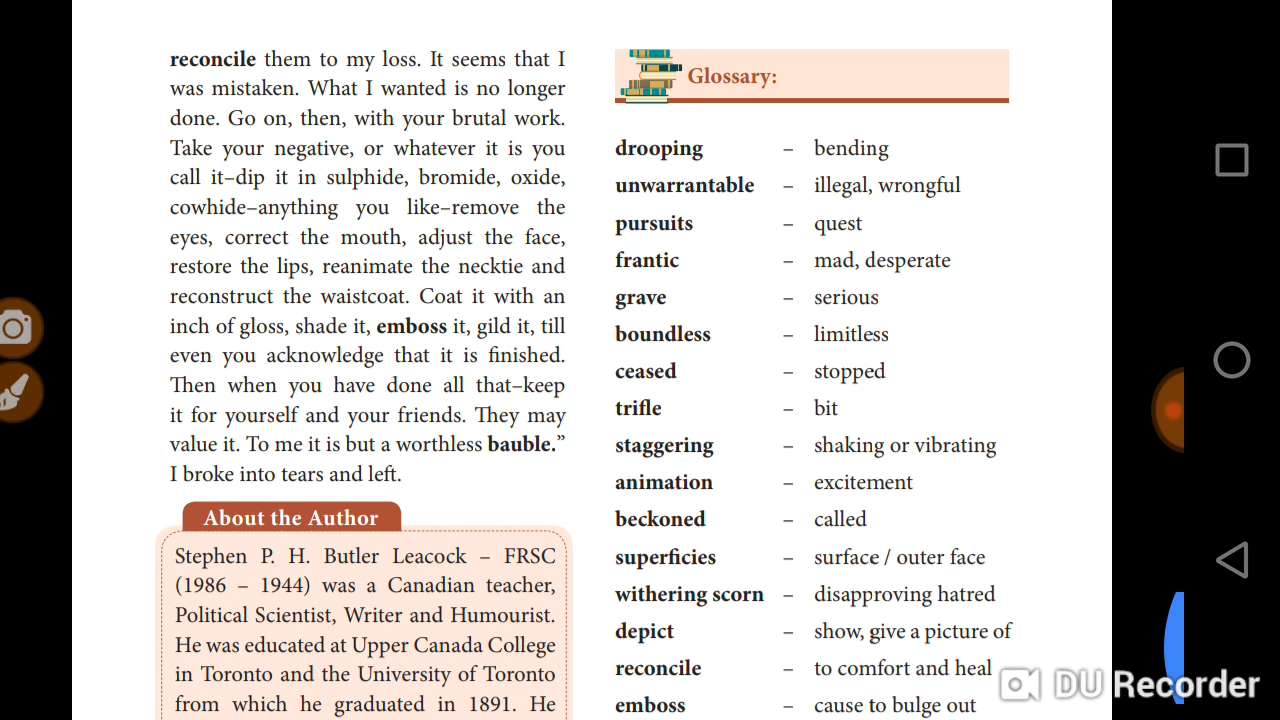 reconcile them to my loss. It seems that I
was mistaken. What I wanted is no longer
done. Go on, then, with your brutal work.
Take your negative, or whatever it is you
call it–dip it in sulphide, bromide, oxide,
cowhide–anything you like–remove the
eyes, correct the mouth, adjust the face,
restore the lips, reanimate the necktie and
reconstruct the waistcoat. Coat it with an
inch of gloss, shade it, emboss it, gild it, till
even you acknowledge that it is finished.
Then when you have done all that–keep
it for yourself and your friends. They may
value it. To me it is but a worthless bauble.”
I broke into tears and left.
About the Author
Stephen P. H. Butler Leacock – FRSC
(1986 – 1944) was a Canadian teacher,
Political Scientist, Writer and Humourist.
He was educated at Upper Canada College
in Toronto and the University of Toronto
from which he graduated in 1891. He
Glossary:
drooping – bending
unwarrantable – illegal, wrongful
pursuits – quest
frantic – mad, desperate
grave – serious
boundless – limitless
ceased – stopped
trifle – bit
staggering – shaking or vibrating
animation – excitement
beckoned – called
superficies – surface / outer face
withering scorn – disapproving hatred
depict – show, give a picture of
reconcile – to comfort and heal
emboss – cause to bulge out
DU Recorder